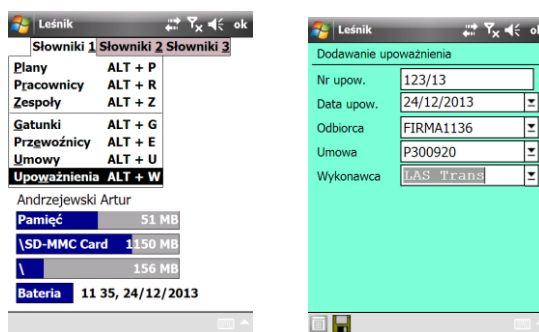 Leśnik ok
Słowniki 1 Słowniki 2 Słowniki 3
Plany ALT + P
Pracownicy ALT + R
Zespoły ALT + Z
Gatunki ALT + G
Przewoźnicy ALT + E
Umowy ALT + U
Upoważnienia ALT + W
Andrzejewski Artur
Pamięć 51 MB
\SD-MMC Card 1150 MB
\ 156 MB
Bateria 11 35, 24/12/2013
Leśnik ok
Dodawanie upoważnienia
Nr upow. 123/13
Data upow. 24/12/2013
Odbiorca FIRMA1136
Umowa P300920
Wykonawca LAS Trans